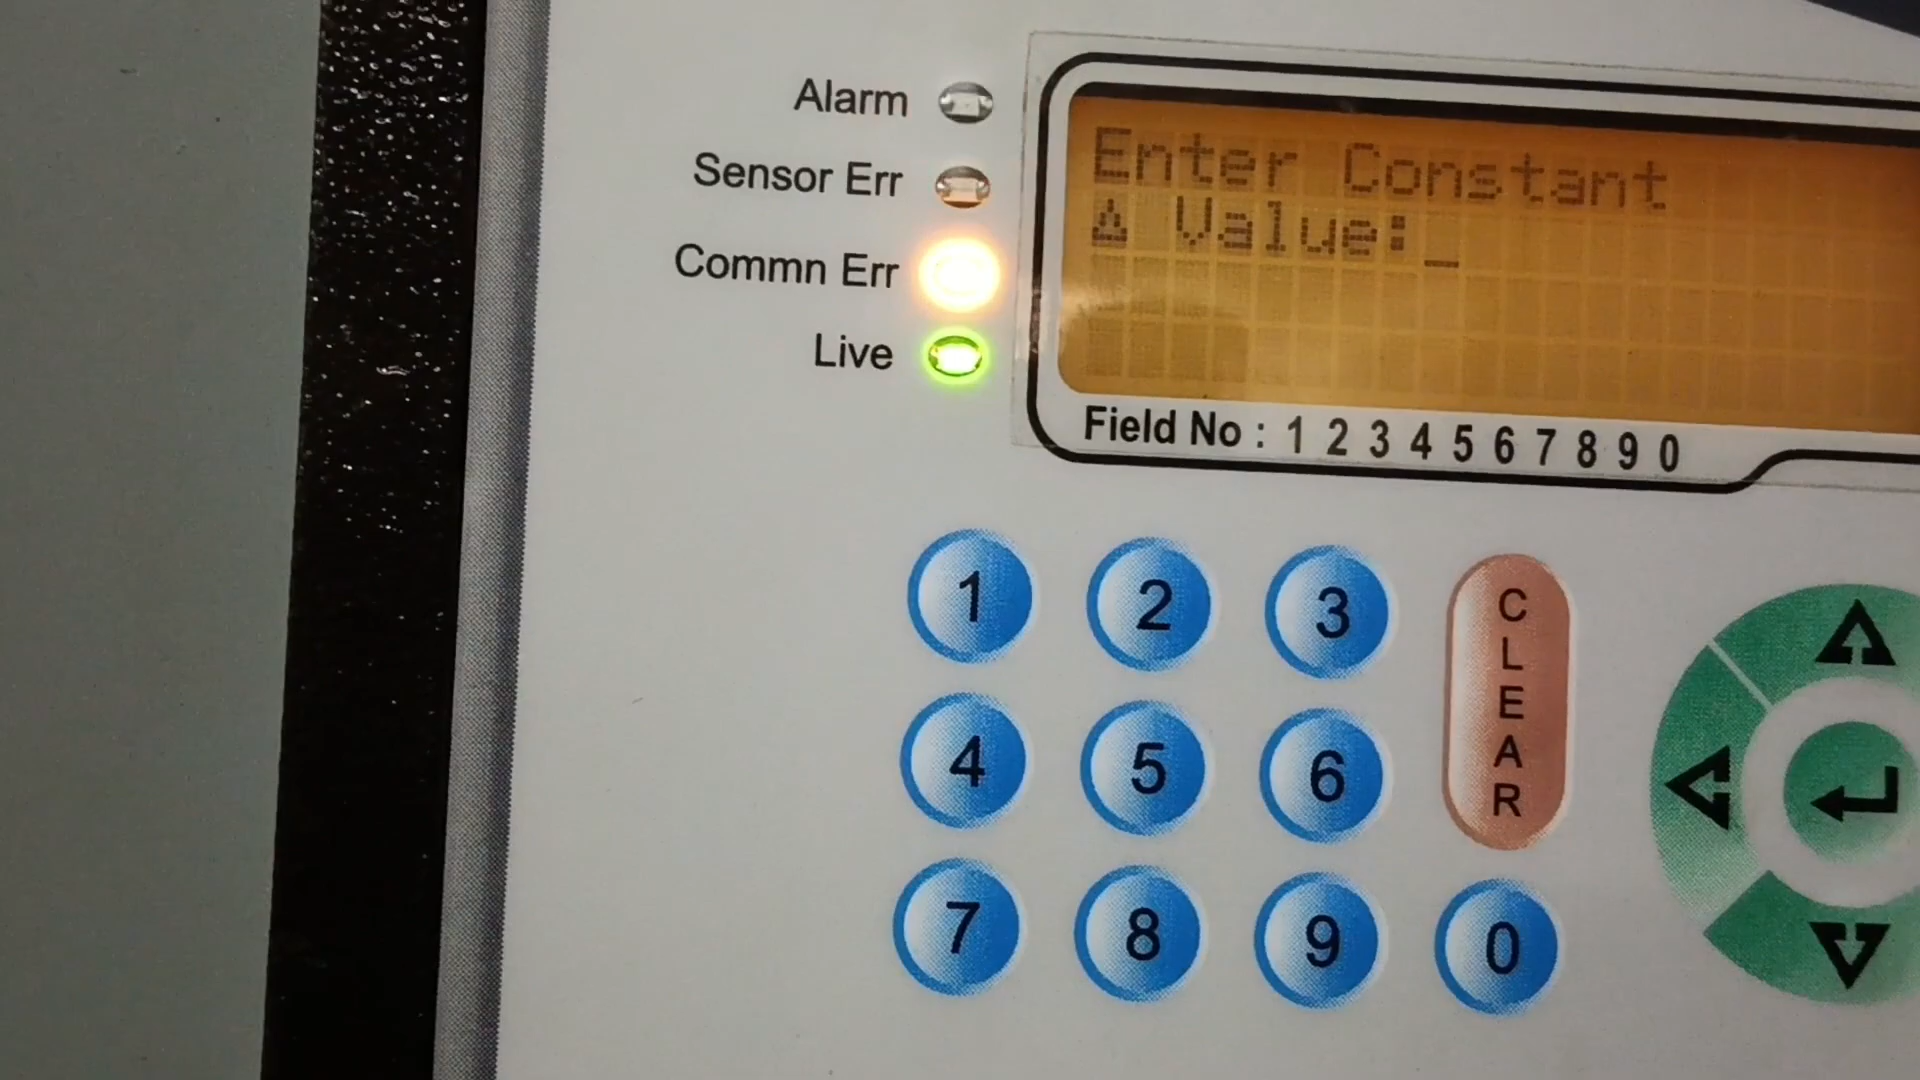 Alarm
Sensor Err
Commn Err
Live
Enter Constant
Δ Value:_
Field No : 1 2 3 4 5 6 7 8 9 0
1 2 3
CLEAR
4 5 6
7 8 9 0